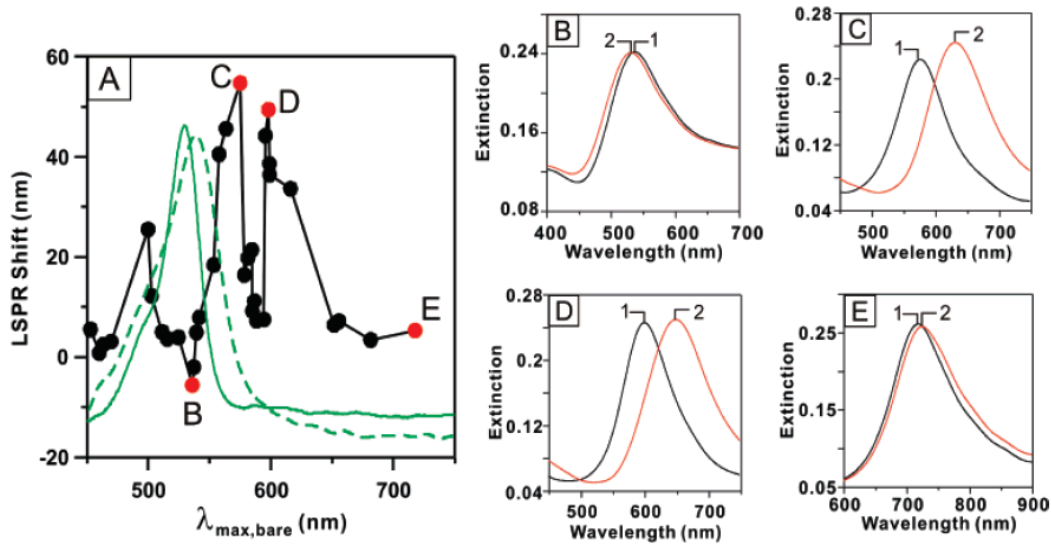 A
60
40
20
0
-20
LSPR Shift (nm)
C
D
E
B
500
600
700
λmax,bare (nm)
B
0.24
0.16
0.08
Extinction
2
1
400
500
600
700
Wavelength (nm)
C
0.28
0.2
0.12
0.04
Extinction
1
2
500
600
700
Wavelength (nm)
D
0.28
0.2
0.12
0.04
Extinction
1
2
500
600
700
Wavelength (nm)
E
0.25
0.15
0.05
Extinction
1
2
600
700
800
900
Wavelength (nm)